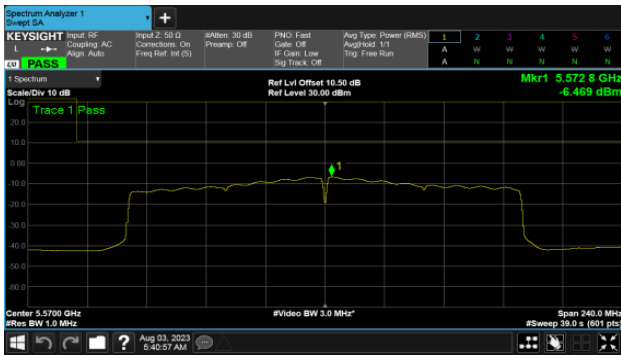 Spectrum Analyzer 1
Swept SA
+
KEYSIGHT Input: RF Input Z: 50 Ω #Atten: 30 dB PNO: Fast Avg Type: Power (RMS) 1 2 3 4 5 6
Coupling: AC Corrections: On Preamp: Off Gate: Off Avg|Hold: 1/1 A W W W W W
Align: Auto Freq Ref: Int (S) IF Gain: Low Trig: Free Run
Sig Track: Off A N N N N N
L
LXI PASS
1 Spectrum
Scale/Div 10 dB
Ref Lvl Offset 10.50 dB
Ref Level 30.00 dBm
Mkr1 5.572 8 GHz
-6.469 dBm
Log
Trace 1 Pass
20.0
10.0
0.00
1
-10.0
-20.0
-30.0
-40.0
-50.0
-60.0
Center 5.5700 GHz #Video BW 3.0 MHz* Span 240.0 MHz
#Res BW 1.0 MHz #Sweep 39.0 s (601 pts)
? Aug 03, 2023
5:40:57 AM